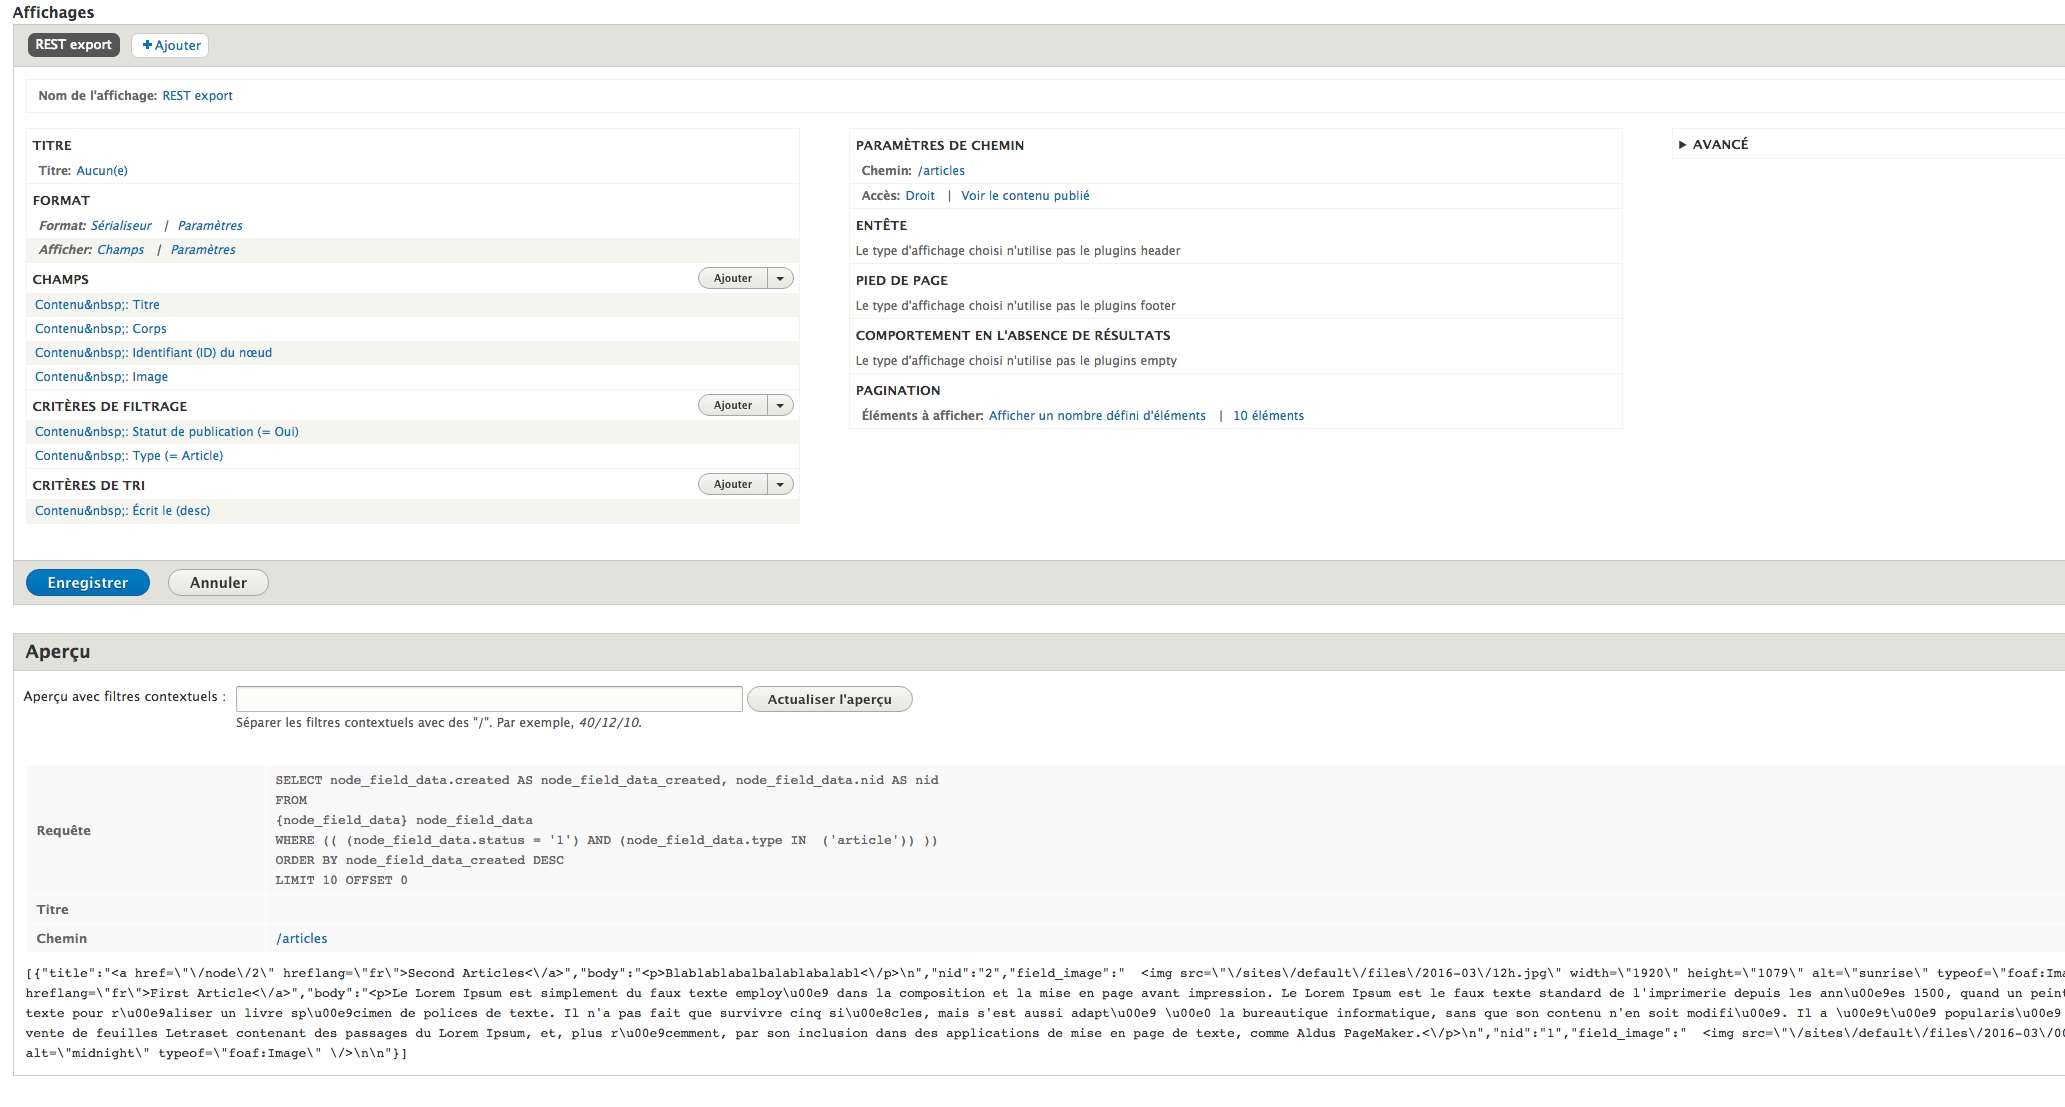 Affichages
REST export
+Ajouter
Nom de l'affichage: REST export
TITRE
Titre: Aucun(e)
FORMAT
Format: Sérialiseur | Paramètres
Afficher: Champs | Paramètres
CHAMPS
Ajouter
Contenu&nbsp;: Titre
Contenu&nbsp;: Corps
Contenu&nbsp;: Identifiant (ID) du nœud
Contenu&nbsp;: Image
CRITÈRES DE FILTRAGE
Ajouter
Contenu&nbsp;: Statut de publication (= Oui)
Contenu&nbsp;: Type (= Article)
CRITÈRES DE TRI
Ajouter
Contenu&nbsp;: Écrit le (desc)
PARAMÈTRES DE CHEMIN
Chemin: /articles
Accès: Droit | Voir le contenu publié
ENTÊTE
Le type d'affichage choisi n'utilise pas le plugins header
PIED DE PAGE
Le type d'affichage choisi n'utilise pas le plugins footer
COMPORTEMENT EN L'ABSENCE DE RÉSULTATS
Le type d'affichage choisi n'utilise pas le plugins empty
PAGINATION
Éléments à afficher: Afficher un nombre défini d'éléments | 10 éléments
AVANCÉ
Enregistrer
Annuler
Aperçu
Aperçu avec filtres contextuels :
Actualiser l'aperçu
Séparer les filtres contextuels avec des "/". Par exemple, 40/12/10.
Requête
SELECT node_field_data.created AS node_field_data_created, node_field_data.nid AS nid
FROM
{node_field_data} node_field_data
WHERE (( (node_field_data.status = '1') AND (node_field_data.type IN  ('article')) ))
ORDER BY node_field_data_created DESC
LIMIT 10 OFFSET 0
Titre
Chemin
/articles
[{"title":"<a href=\"\/node\/2\" hreflang=\"fr\">Second Articles<\/a>","body":"<p>Blablablabalbalablabalabl<\/p>\n","nid":"2","field_image":"  <img src=\"\/sites\/default\/files\/2016-03\/12h.jpg\" width=\"1920\" height=\"1079\" alt=\"sunrise\" typeof=\"foaf:Ima
hreflang=\"fr\">First Article<\/a>","body":"<p>Le Lorem Ipsum est simplement du faux texte employ\u00e9 dans la composition et la mise en page avant impression. Le Lorem Ipsum est le faux texte standard de l'imprimerie depuis les ann\u00e9es 1500, quand un peint
texte pour r\u00e9aliser un livre sp\u00e9cimen de polices de texte. Il n'a pas fait que survivre cinq si\u00e8cles, mais s'est aussi adapt\u00e9 \u00e0 la bureautique informatique, sans que son contenu n'en soit modifi\u00e9. Il a \u00e9t\u00e9 popularis\u00e9
vente de feuilles Letraset contenant des passages du Lorem Ipsum, et, plus r\u00e9cemment, par son inclusion dans des applications de mise en page de texte, comme Aldus PageMaker.<\/p>\n","nid":"1","field_image":"  <img src=\"\/sites\/default\/files\/2016-03\/00
alt=\"midnight\" typeof=\"foaf:Image\" \/>\n\n"}]